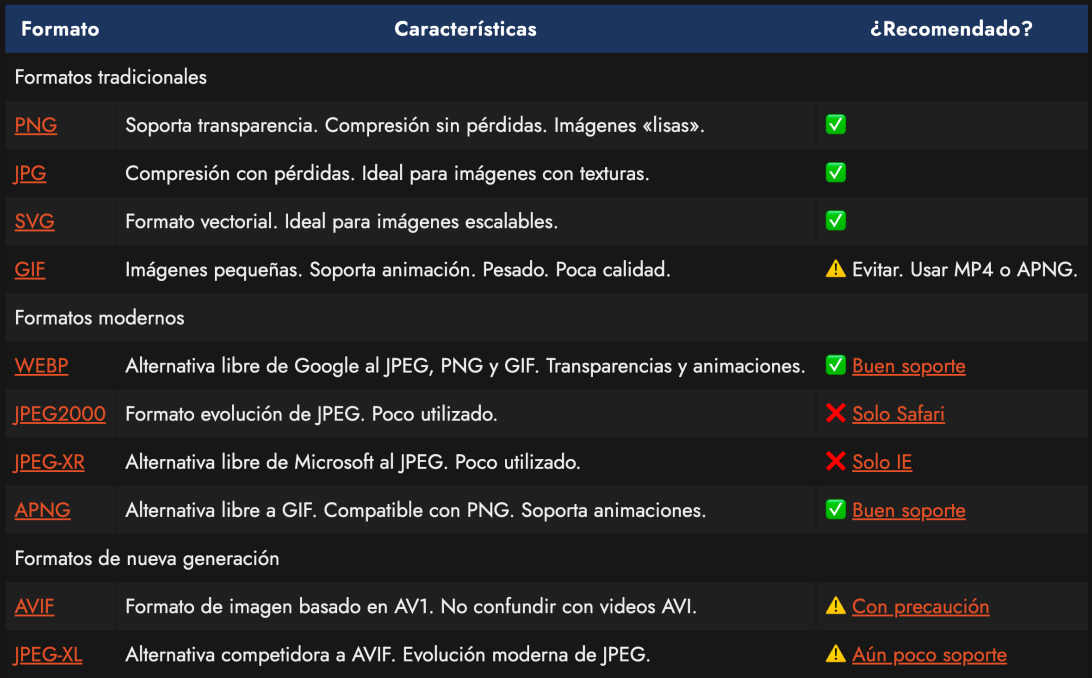 Formato Características ¿Recomendado?
Formatos tradicionales
PNG Soporta transparencia. Compresión sin pérdidas. Imágenes «lisas». ✅
JPG Compresión con pérdidas. Ideal para imágenes con texturas. ✅
SVG Formato vectorial. Ideal para imágenes escalables. ✅
GIF Imágenes pequeñas. Soporta animación. Pesado. Poca calidad. ⚠️ Evitar. Usar MP4 o APNG.
Formatos modernos
WEBP Alternativa libre de Google al JPEG, PNG y GIF. Transparencias y animaciones. ✅ Buen soporte
JPEG2000 Formato evolución de JPEG. Poco utilizado. ❌ Solo Safari
JPEG-XR Alternativa libre de Microsoft al JPEG. Poco utilizado. ❌ Solo IE
APNG Alternativa libre a GIF. Compatible con PNG. Soporta animaciones. ✅ Buen soporte
Formatos de nueva generación
AVIF Formato de imagen basado en AV1. No confundir con videos AVI. ⚠️ Con precaución
JPEG-XL Alternativa competidora a AVIF. Evolución moderna de JPEG. ⚠️ Aún poco soporte